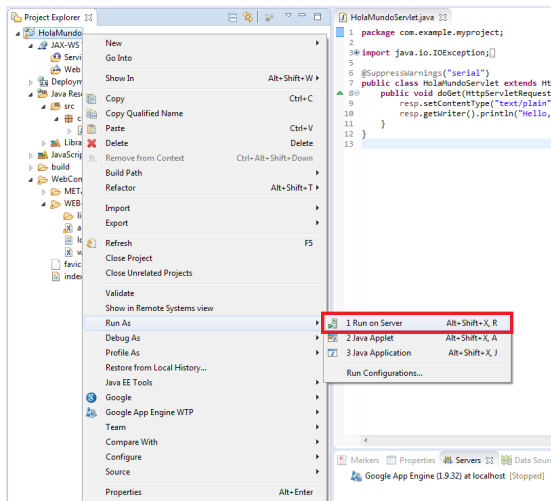 Project Explorer
HolaMundo
JAX-WS
Servi
Web
Deploym
Java Res
src
c
J
Libra
JavaScrip
build
WebCon
META
WEB-
li
a
lo
w
favic
index
New
Go Into
Show In Alt+Shift+W
Copy Ctrl+C
Copy Qualified Name
Paste Ctrl+V
Delete Delete
Remove from Context Ctrl+Alt+Shift+Down
Build Path
Refactor Alt+Shift+T
Import
Export
Refresh F5
Close Project
Close Unrelated Projects
Validate
Show in Remote Systems view
Run As
Debug As
Profile As
Restore from Local History...
Java EE Tools
Google
Google App Engine WTP
Team
Compare With
Configure
Source
Properties Alt+Enter
1 Run on Server Alt+Shift+X, R
2 Java Applet Alt+Shift+X, A
3 Java Application Alt+Shift+X, J
Run Configurations...
HolaMundoServlet.java
1 package com.example.myproject;
2
3 import java.io.IOException;
5
6 @SuppressWarnings("serial")
7 public class HolaMundoServlet extends Ht
8 public void doGet(HttpServletRequest
9 resp.setContentType("text/plain"
10 resp.getWriter().println("Hello,
11 }
12 }
13
Markers Properties Servers Data Sour
Google App Engine (1.9.32) at localhost [Stopped]